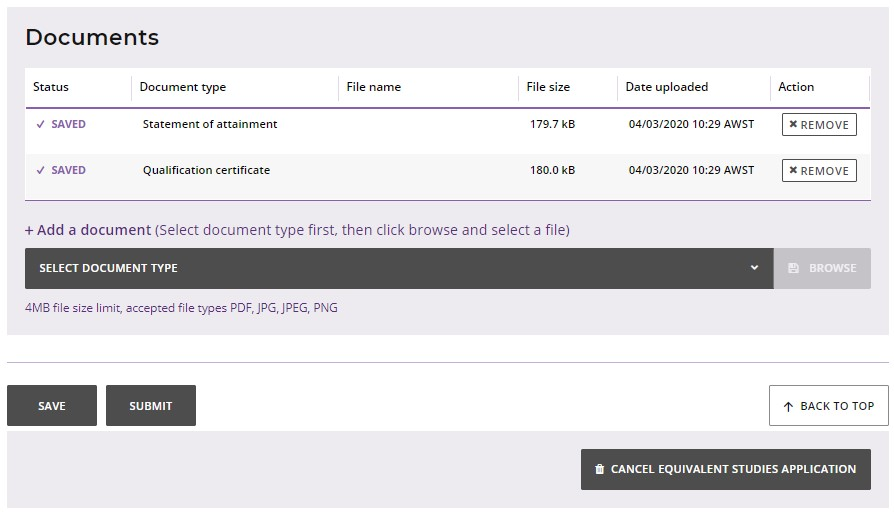 Documents
Status Document type File name File size Date uploaded Action
✓ SAVED Statement of attainment 179.7 kB 04/03/2020 10:29 AWST ✖ REMOVE
✓ SAVED Qualification certificate 180.0 kB 04/03/2020 10:29 AWST ✖ REMOVE
+ Add a document (Select document type first, then click browse and select a file)
SELECT DOCUMENT TYPE BROWSE
4MB file size limit, accepted file types PDF, JPG, JPEG, PNG
SAVE SUBMIT ↑ BACK TO TOP
CANCEL EQUIVALENT STUDIES APPLICATION